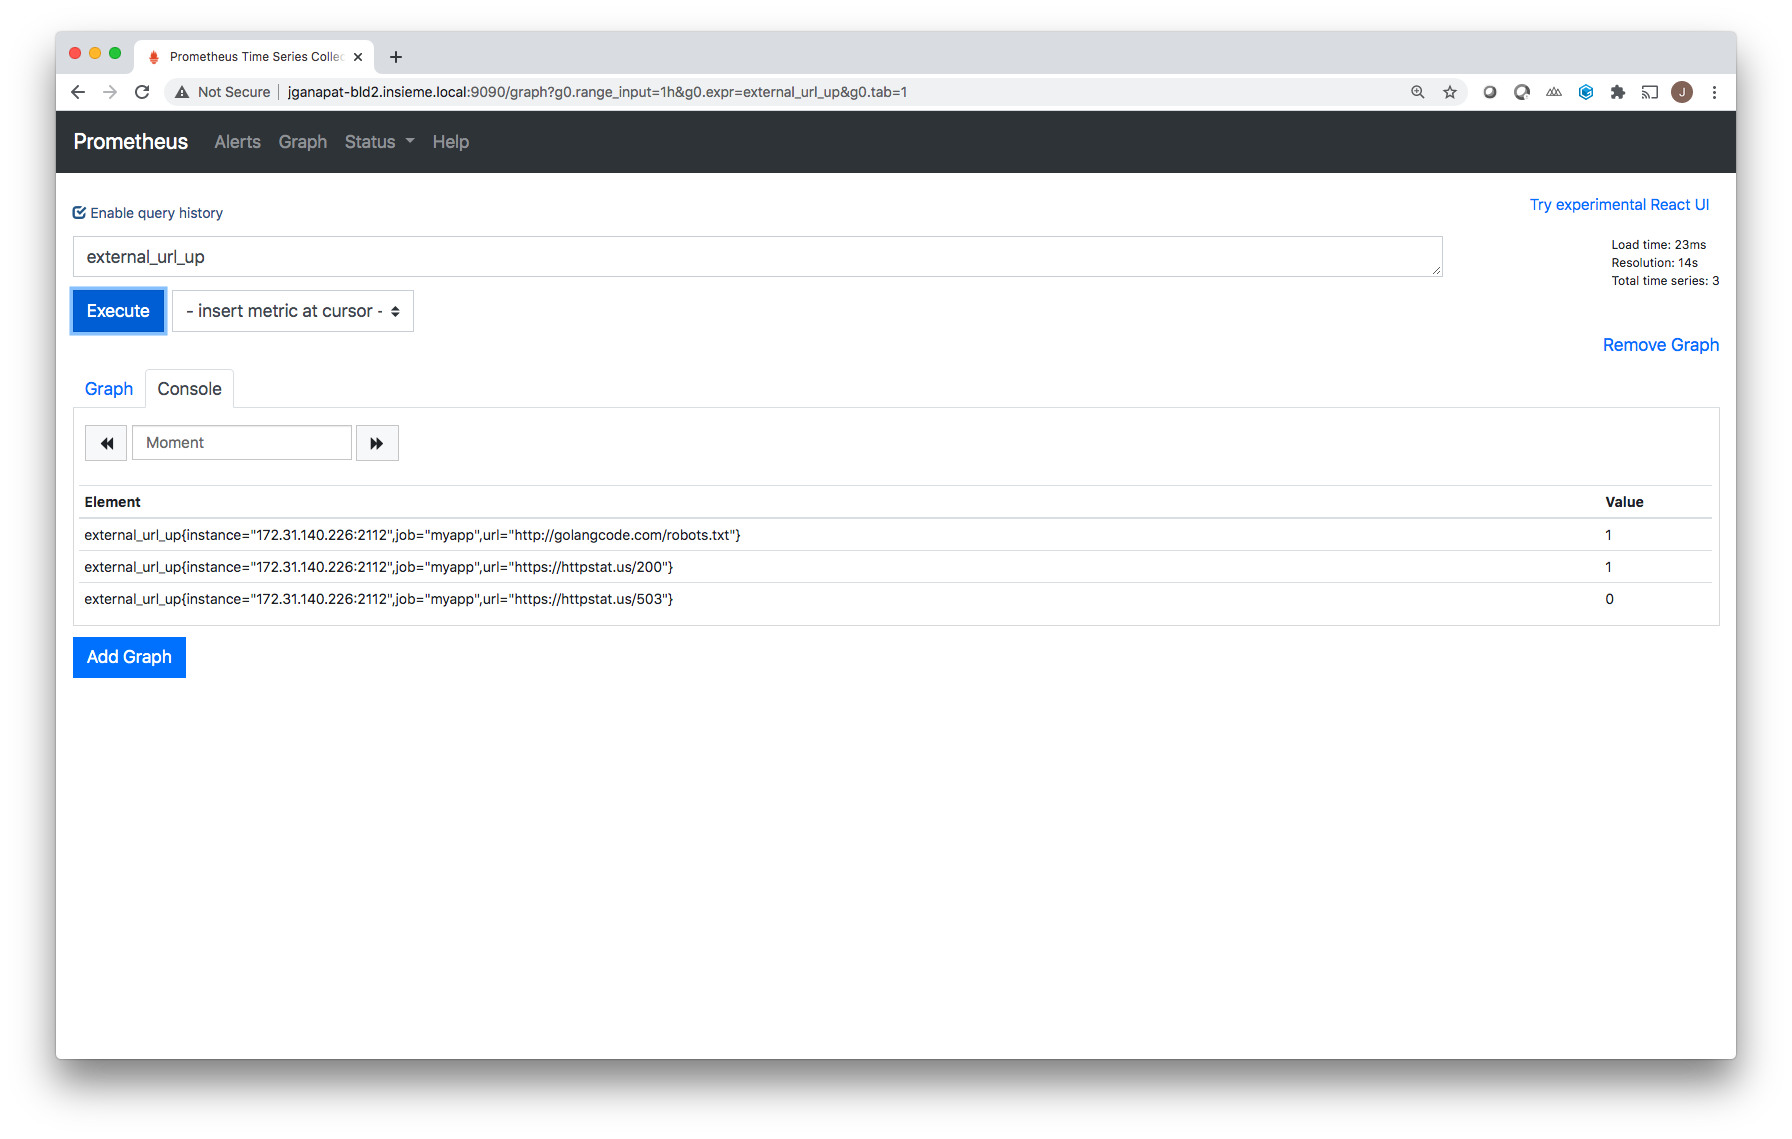 Prometheus Time Series Collec
Not Secure jganapat-bld2.insieme.local:9090/graph?g0.range_input=1h&g0.expr=external_url_up&g0.tab=1
J
Prometheus Alerts Graph Status Help
Enable query history
Try experimental React UI
external_url_up
Load time: 23ms
Resolution: 14s
Total time series: 3
Execute - insert metric at cursor -
Remove Graph
Graph Console
Moment
Element Value
external_url_up{instance="172.31.140.226:2112",job="myapp",url="http://golangcode.com/robots.txt"} 1
external_url_up{instance="172.31.140.226:2112",job="myapp",url="https://httpstat.us/200"} 1
external_url_up{instance="172.31.140.226:2112",job="myapp",url="https://httpstat.us/503"} 0
Add Graph